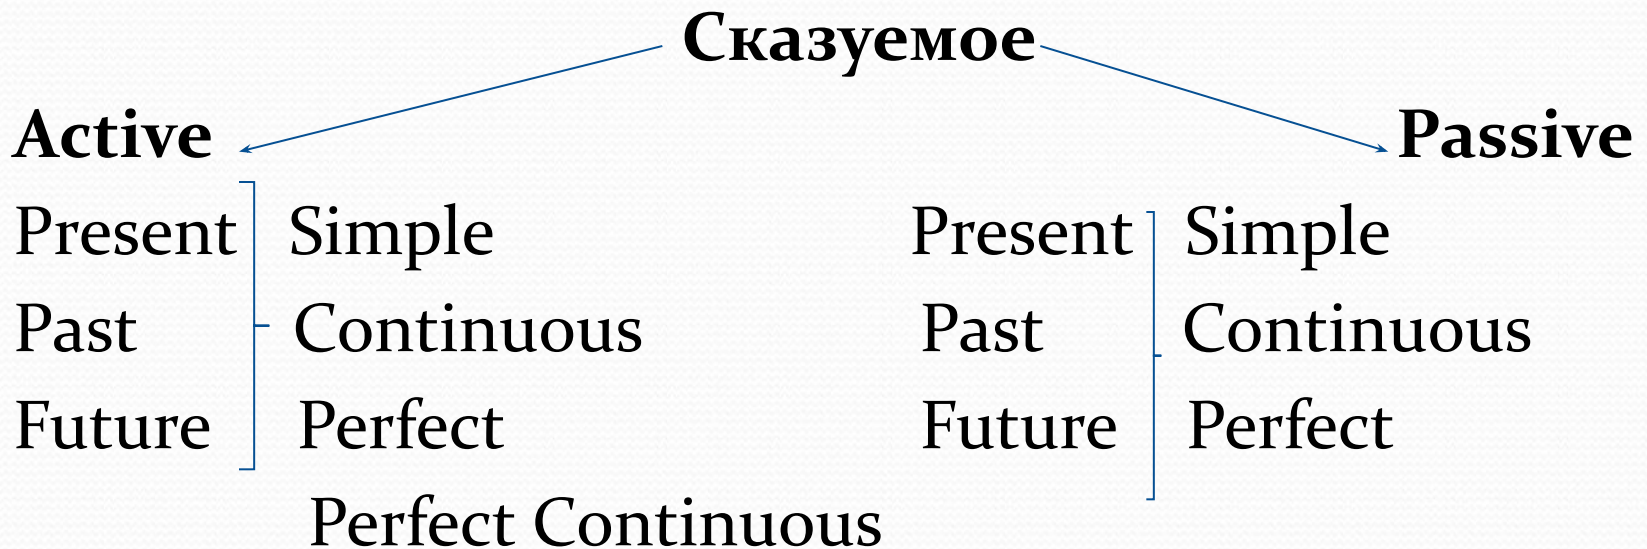 Сказуемое
Active Passive
Present Simple Present Simple
Past Continuous Past Continuous
Future Perfect Future Perfect
Perfect Continuous